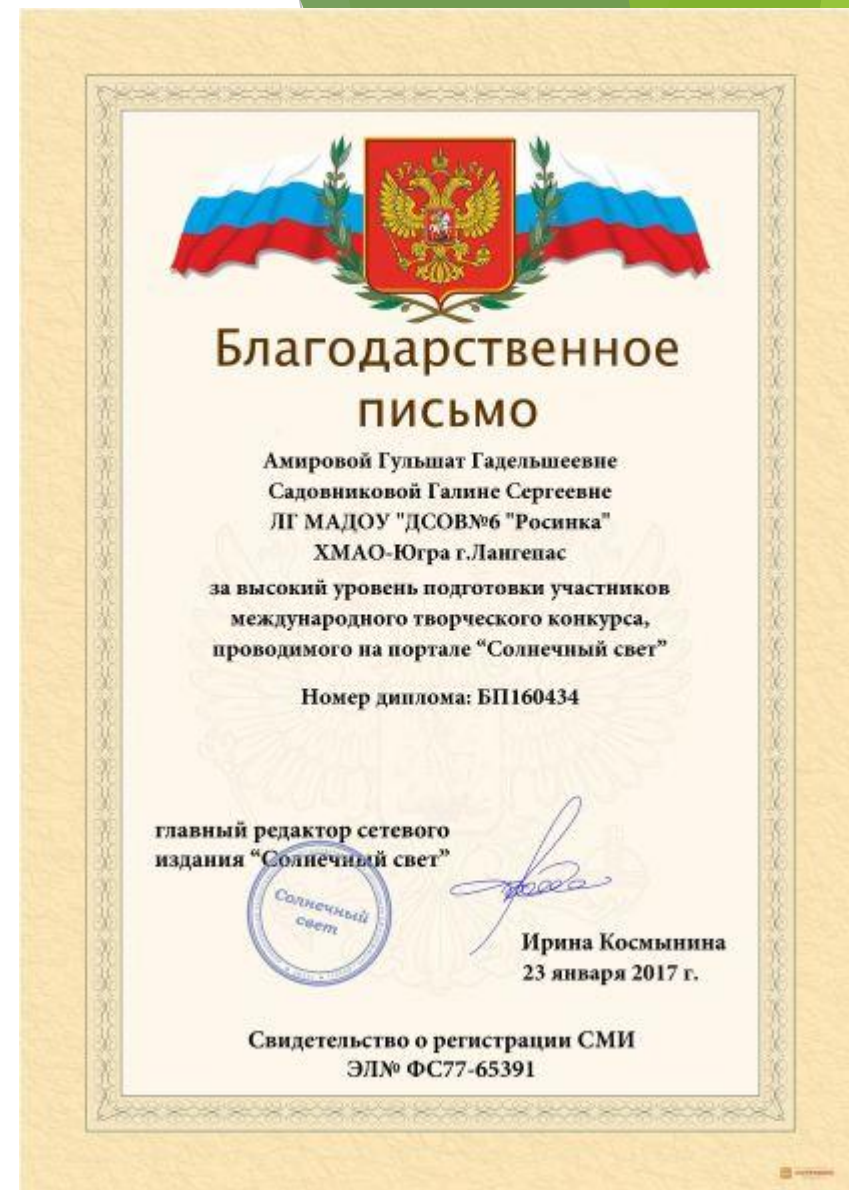 Благодарственное
письмо
Амировой Гульшат Гадельшеевне
Садовниковой Галине Сергеевне
ЛГ МАДОУ "ДСОВ№6 "Росинка"
ХМАО-Югра г.Лангепас
за высокий уровень подготовки участников
международного творческого конкурса,
проводимого на портале “Солнечный свет”
Номер диплома: БП160434
главный редактор сетевого
издания “Солнечный свет”
Солнечный
свет
Ирина Космынина
23 января 2017 г.
Свидетельство о регистрации СМИ
ЭЛ№ ФС77-65391